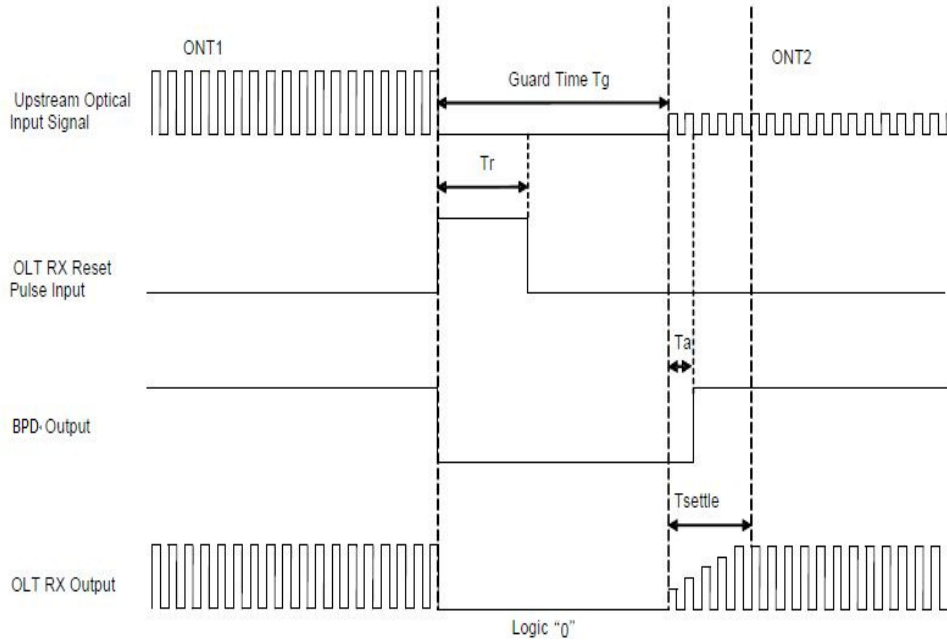 ONT1
ONT2
Guard Time Tg
Upstream Optical
Input Signal
Tr
OLT RX Reset
Pulse Input
Ta
BPD Output
Tsettle
OLT RX Output
Logic "0"